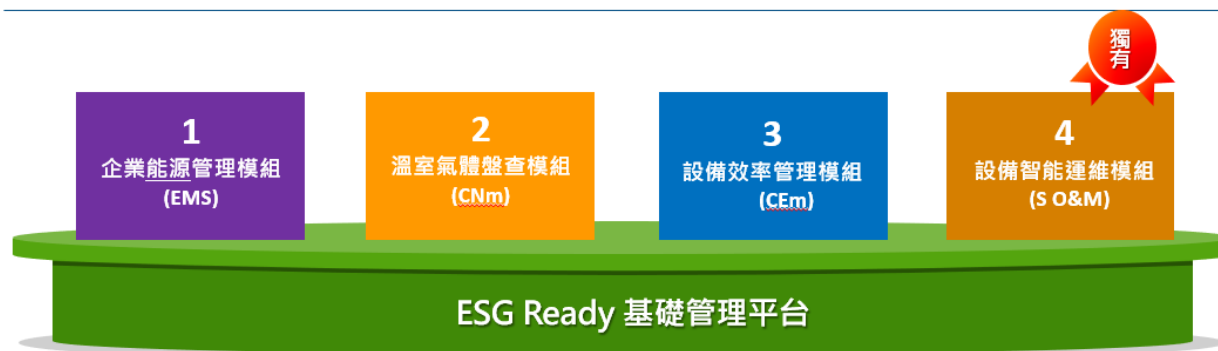 獨有
1
企業能源管理模組
(EMS)
2
溫室氣體盤查模組
(CNm)
3
設備效率管理模組
(CEm)
4
設備智能運維模組
(S O&M)
ESG Ready 基礎管理平台